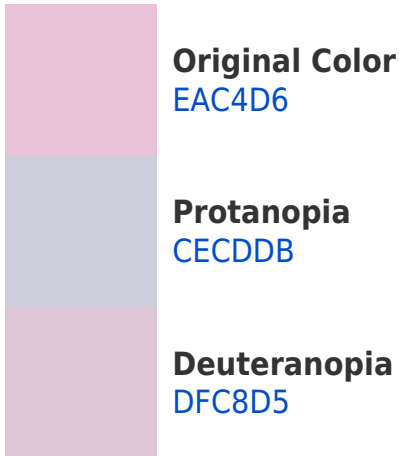 Original Color
EAC4D6
Protanopia
CECDDB
Deuteranopia
DFC8D5